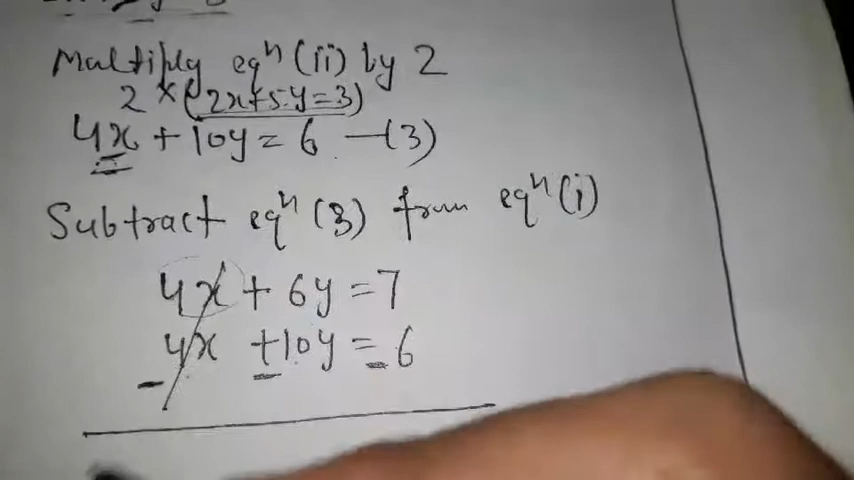 Multiply eqⁿ (ii) by 2
2 × (2x+5y=3)
4x + 10y = 6 —(3)
Subtract eqⁿ (3) from eqⁿ (i)
4x + 6y = 7
4x + 10y = 6
- - -